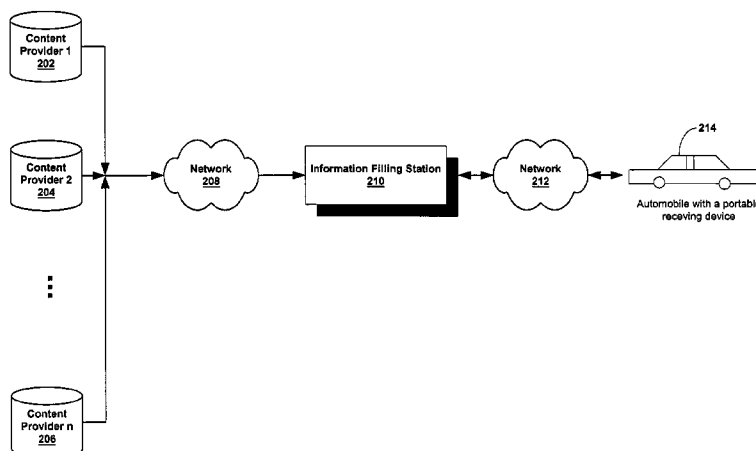 Content
Provider 1
202
Content
Provider 2
204
Content
Provider n
206
Network
208
Information Filling Station
210
Network
212
214
Automobile with a portable
receving device